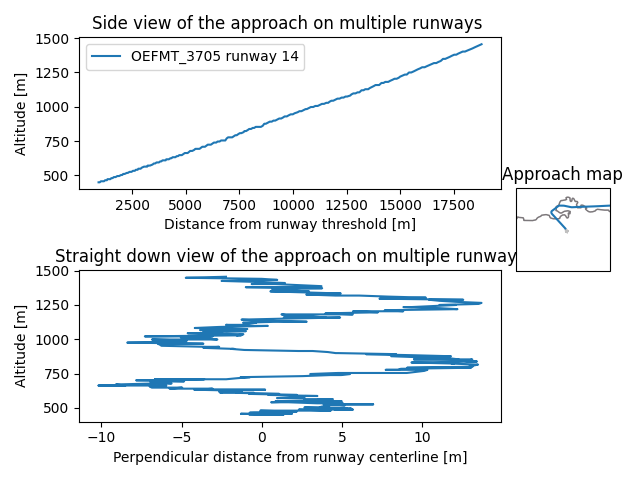 Side view of the approach on multiple runways
Altitude [m]
1500
1250
1000
750
500
OEFMT_3705 runway 14
2500
5000
7500
10000
12500
15000
17500
Distance from runway threshold [m]
Approach map
Straight down view of the approach on multiple runway
Altitude [m]
1500
1250
1000
750
500
−10
−5
0
5
10
Perpendicular distance from runway centerline [m]